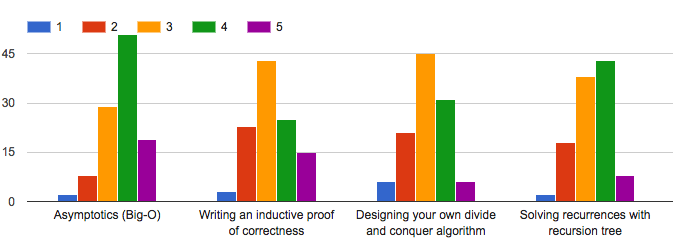 1 2 3 4 5
45
30
15
0
Asymptotics (Big-O)
Writing an inductive proof
of correctness
Designing your own divide
and conquer algorithm
Solving recurrences with
recursion tree